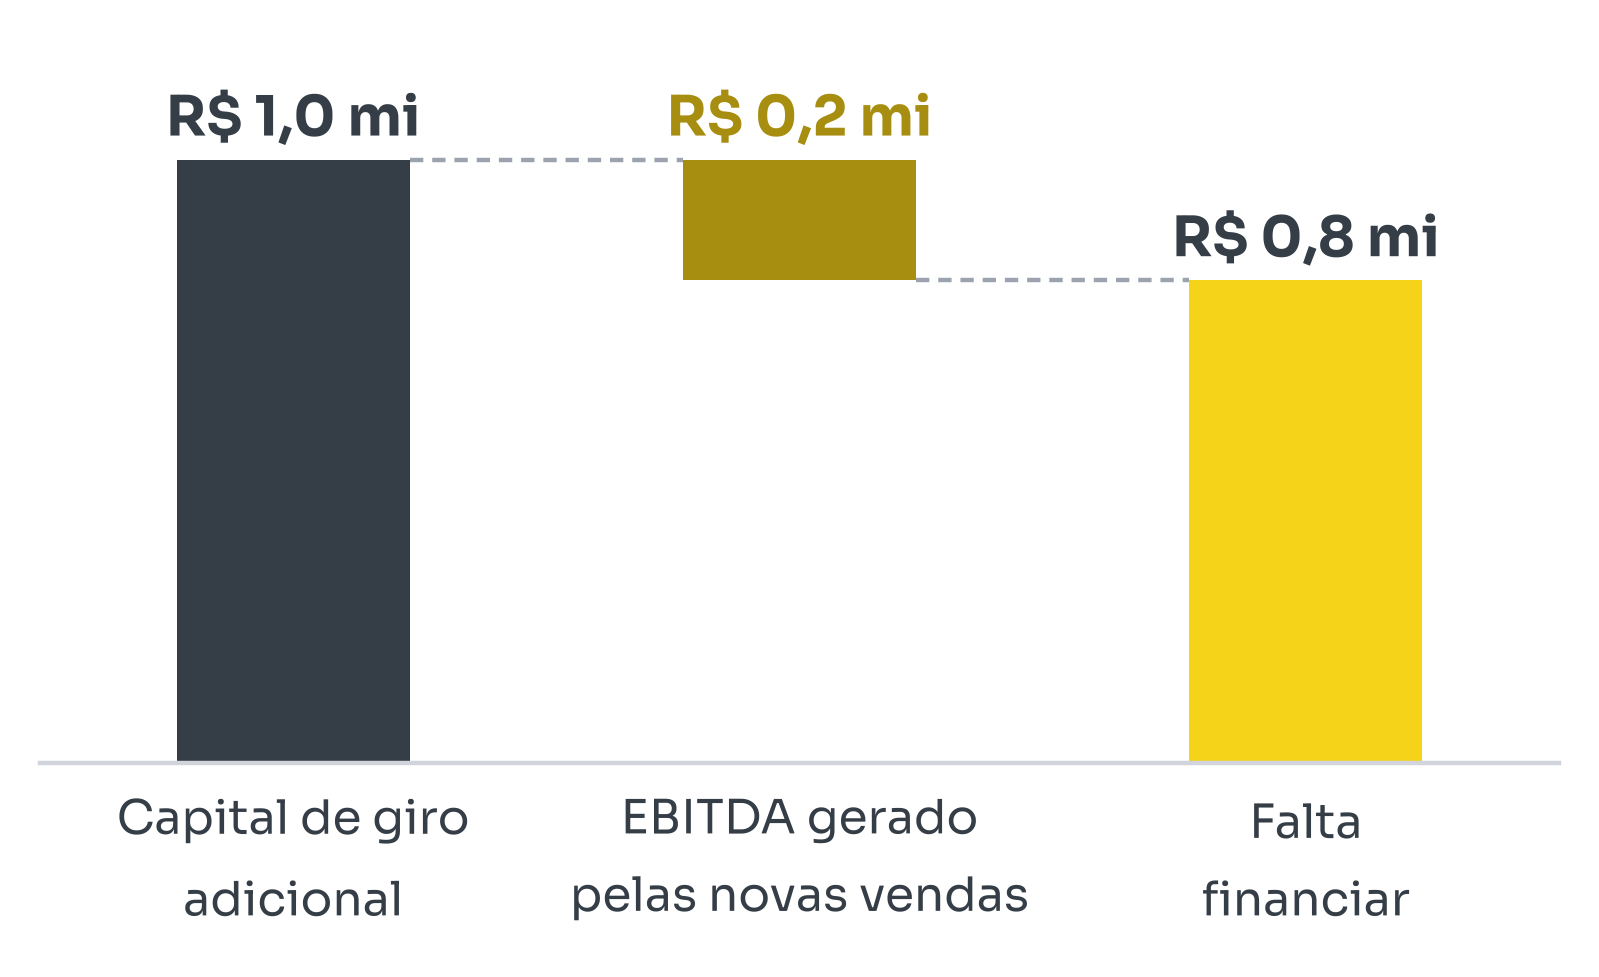 R$ 1,0 mi
R$ 0,2 mi
R$ 0,8 mi
Capital de giro
adicional
EBITDA gerado
pelas novas vendas
Falta
financiar